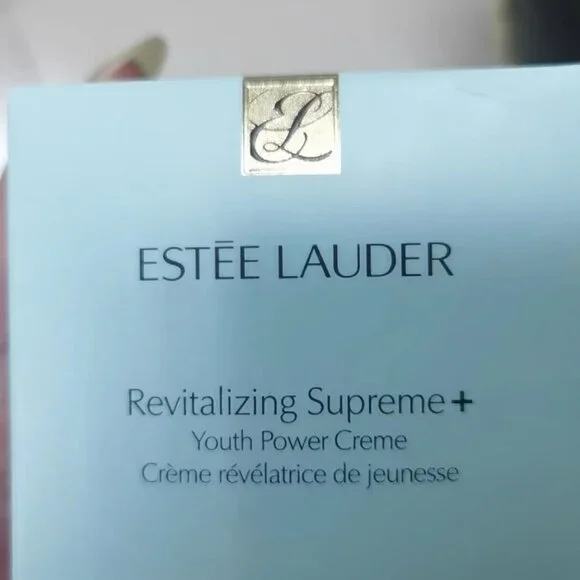 EL
ESTĒE LAUDER
Revitalizing Supreme+
Youth Power Creme
Crème révélatrice de jeunesse